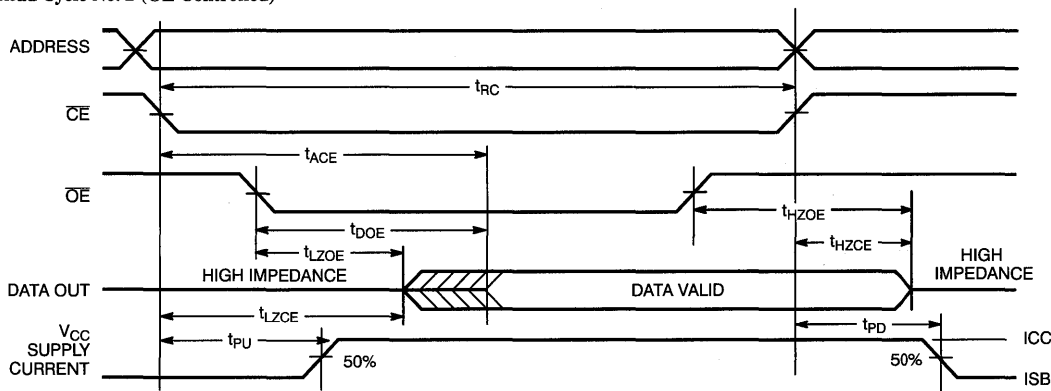 ADDRESS
tRC
CE
tACE
OE
tHZOE
tDOE
tLZOE
tHZCE
HIGH IMPEDANCE
HIGH
IMPEDANCE
DATA OUT
DATA VALID
tLZCE
VCC
SUPPLY
CURRENT
tPU
50%
tPD
50%
ICC
ISB